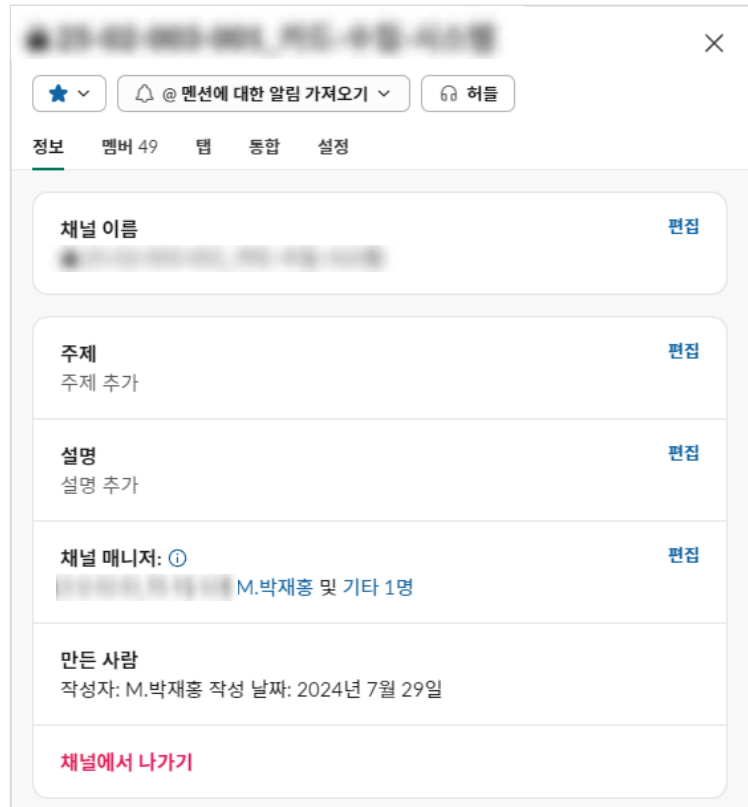 @ 멘션에 대한 알림 가져오기
허들
정보 멤버 49 탭 통합 설정
채널 이름 편집
주제 편집
주제 추가
설명 편집
설명 추가
채널 매니저: 편집
M.박재홍 및 기타 1명
만든 사람
작성자: M.박재홍 작성 날짜: 2024년 7월 29일
채널에서 나가기